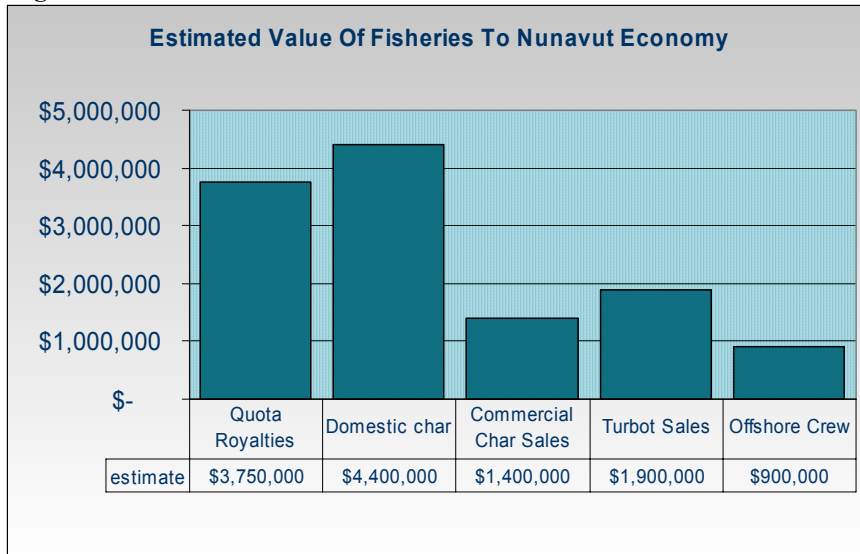 Estimated Value Of Fisheries To Nunavut Economy
$5,000,000
$4,000,000
$3,000,000
$2,000,000
$1,000,000
$-
Quota
Royalties
Domestic char
Commercial
Char Sales
Turbot Sales
Offshore Crew
estimate $3,750,000 $4,400,000 $1,400,000 $1,900,000 $900,000